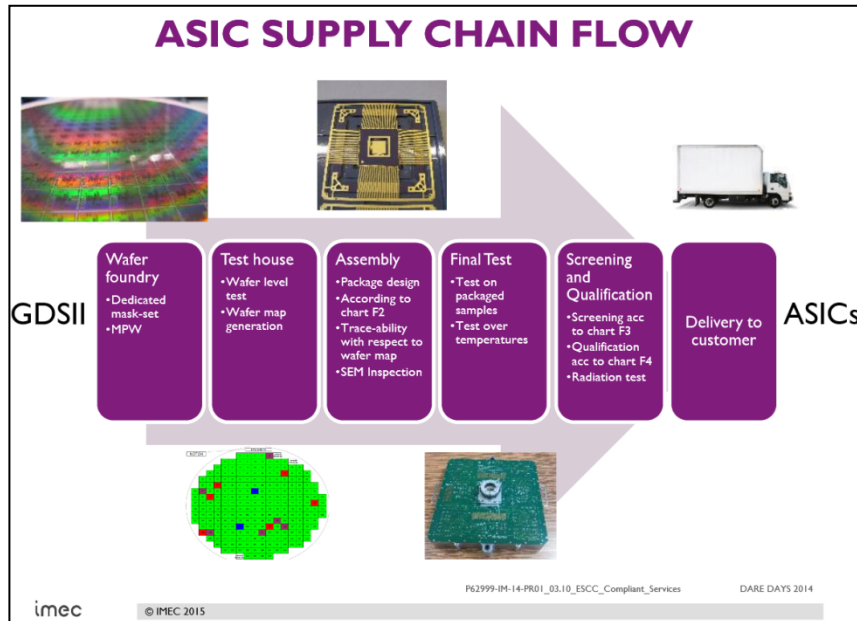 ASIC SUPPLY CHAIN FLOW
GDSII
Wafer
foundry
•Dedicated
mask-set
•MPW
Test house
•Wafer level
test
•Wafer map
generation
Assembly
•Package design
•According to
chart F2
•Trace-ability
with respect to
wafer map
•SEM Inspection
Final Test
•Test on
packaged
samples
•Test over
temperatures
Screening
and
Qualification
•Screening acc
to chart F3
•Qualification
acc to chart F4
•Radiation test
Delivery to
customer
ASICs
P62999-IM-14-PR01_03.10_ESCC_Compliant_Services
DARE DAYS 2014
imec
© IMEC 2015